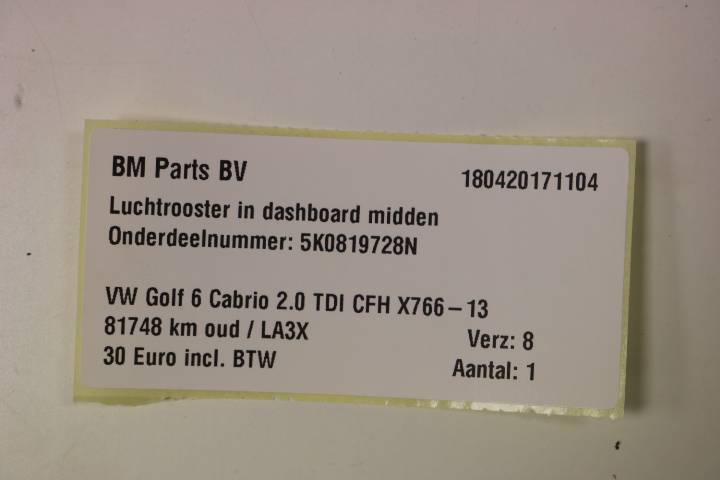 BM Parts BV 180420171104
Luchtrooster in dashboard midden
Onderdeelnummer: 5K0819728N
VW Golf 6 Cabrio 2.0 TDI CFH X766-13
81748 km oud / LA3X Verz: 8
30 Euro incl. BTW Aantal: 1